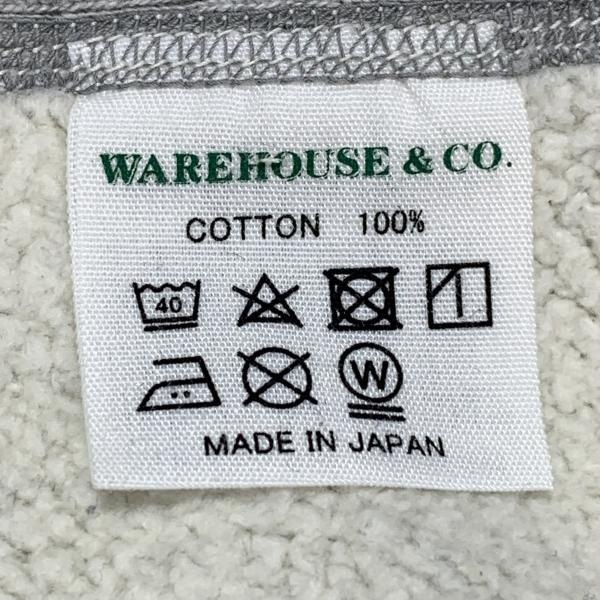 WAREHOUSE & CO.
COTTON 100%
40
W
MADE IN JAPAN